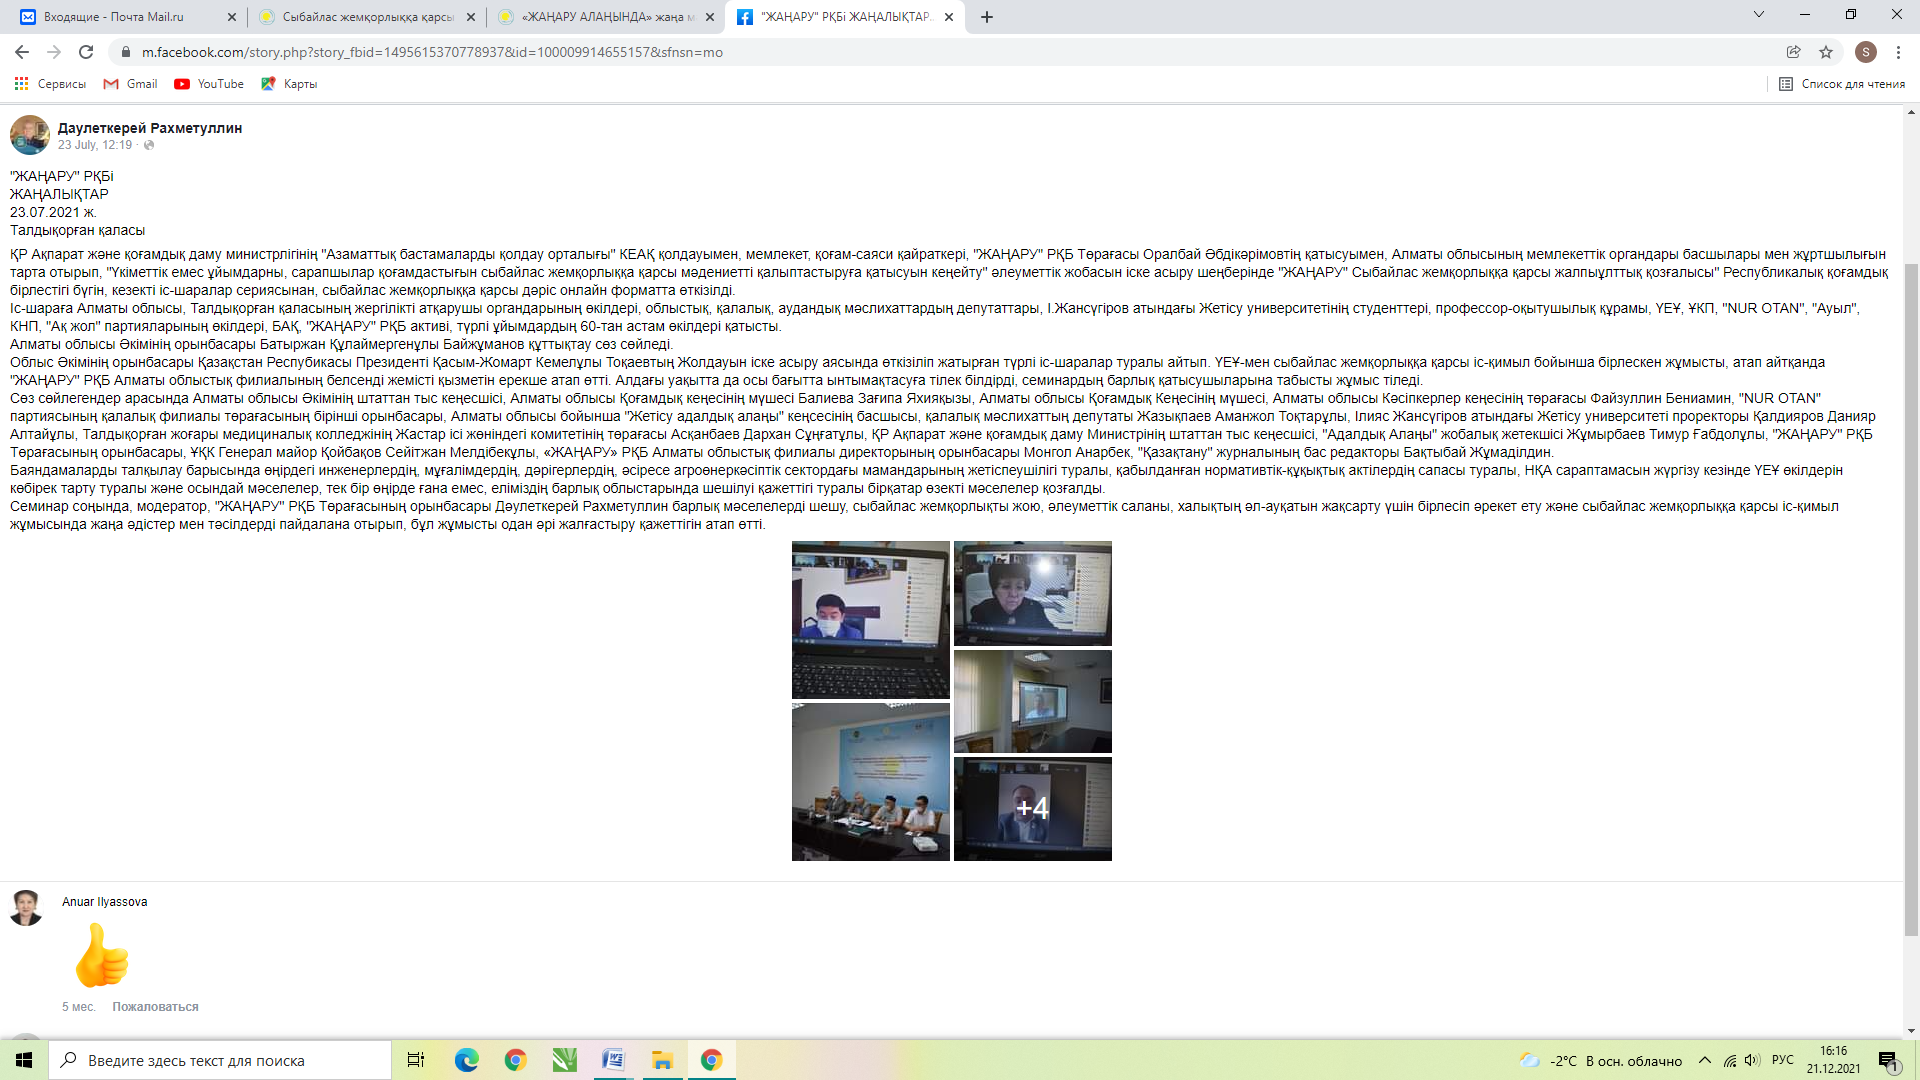 Входящие - Почта Mail.ru
Сыбайлас жемқорлыққа қарсы
«ЖАҢАРУ АЛАҢЫНДА» жаңа м
"ЖАҢАРУ" РҚБі ЖАҢАЛЫҚТАР
m.facebook.com/story.php?story_fbid=1495615370778937&id=100009914655157&sfnsn=mo
S
Сервисы
Gmail
YouTube
Карты
Список для чтения
Даулеткерей Рахметуллин
23 July, 12:19 ·
"ЖАҢАРУ" РҚБі
ЖАҢАЛЫҚТАР
23.07.2021 ж.
Талдықорған қаласы
ҚР Ақпарат және қоғамдық даму министрлігінің "Азаматтық бастамаларды қолдау орталығы" КЕАҚ қолдауымен, мемлекет, қоғам-саяси қайраткері, "ЖАҢАРУ" РҚБ Төрағасы Оралбай Әбдікәрімовтің қатысуымен, Алматы облысының мемлекеттік органдары басшылары мен жұртшылығын
тарта отырып, "Үкіметтік емес ұйымдарны, сарапшылар қоғамдастығын сыбайлас жемқорлыққа қарсы мәдениетті қалыптастыруға қатысуын кеңейту" әлеуметтік жобасын іске асыру шеңберінде "ЖАҢАРУ" Сыбайлас жемқорлыққа қарсы жалпыұлттық қозғалысы" Республикалық қоғамдық
бірлестігі бүгін, кезекті іс-шаралар сериясынан, сыбайлас жемқорлыққа қарсы дәріс онлайн форматта өткізілді.
Іс-шараға Алматы облысы, Талдықорған қаласының жергілікті атқарушы органдарының өкілдері, облыстық, қалалық, аудандық мәслихаттардың депутаттары, І.Жансүгіров атындағы Жетісу университетінің студенттері, профессор-оқытушылық құрамы, ҮЕҰ, ҰКП, "NUR OTAN", "Ауыл",
КНП, "Ақ жол" партияларының өкілдері, БАҚ, "ЖАҢАРУ" РҚБ активі, түрлі ұйымдардың 60-тан астам өкілдері қатысты.
Алматы облысы Әкімінің орынбасары Батыржан Құлаймергенұлы Байжұманов құттықтау сөз сөйледі.
Облыс Әкімінің орынбасары Қазақстан Респубикасы Президенті Қасым-Жомарт Кемелұлы Тоқаевтың Жолдауын іске асыру аясында өткізіліп жатырған түрлі іс-шаралар туралы айтып. ҮЕҰ-мен сыбайлас жемқорлыққа қарсы іс-қимыл бойынша бірлескен жұмысты, атап айтқанда
"ЖАҢАРУ" РҚБ Алматы облыстық филиалының белсенді жемісті қызметін ерекше атап өтті. Алдағы уақытта да осы бағытта ынтымақтасуға тілек білдірді, семинардың барлық қатысушыларына табысты жұмыс тіледі.
Сөз сөйлегендер арасында Алматы облысы Әкімінің штаттан тыс кеңесшісі, Алматы облысы Қоғамдық кеңесінің мүшесі Балиева Зағипа Яхияқызы, Алматы облысы Қоғамдық Кеңесінің мүшесі, Алматы облысы Кәсіпкерлер кеңесінің төрағасы Файзуллин Бениамин, "NUR OTAN"
партиясының қалалық филиалы төрағасының бірінші орынбасары, Алматы облысы бойынша "Жетісу адалдық алаңы" кеңсесінің басшысы, қалалық мәслихаттың депутаты Жазықпаев Аманжол Тоқтарұлы, Ілияс Жансүгіров атындағы Жетісу университеті проректоры Қалдияров Данияр
Алтайұлы, Талдықорған жоғары медициналық колледжінің Жастар ісі жөніндегі комитетінің төрағасы Асқанбаев Дархан Сұңғатұлы, ҚР Ақпарат және қоғамдық даму Министрінің штаттан тыс кеңесшісі, "Адалдық Алаңы" жобалық жетекшісі Жұмырбаев Тимур Ғабдолұлы, "ЖАҢАРУ" РҚБ
Төрағасының орынбасары, ҰҚК Генерал майор Қойбақов Сейітжан Мелдібекұлы, «ЖАҢАРУ» РҚБ Алматы облыстық филиалы директорының орынбасары Монгол Анарбек, "Қазақтану" журналының бас редакторы Бақтыбай Жұмаділдин.
Баяндамаларды талқылау барысында өңірдегі инженерлердің, мұғалімдердің, дәрігерлердің, әсіресе агроөнеркәсіптік сектордағы мамандарының жетіспеушілігі туралы, қабылданған нормативтік-құқықтық актілердің сапасы туралы, НҚА сараптамасын жүргізу кезінде ҮЕҰ өкілдерін
көбірек тарту туралы және осындай мәселелер, тек бір өңірде ғана емес, еліміздің барлық облыстарында шешілуі қажеттігі туралы бірқатар өзекті мәселелер қозғалды.
Семинар соңында, модератор, "ЖАҢАРУ" РҚБ Төрағасының орынбасары Дәулеткерей Рахметуллин барлық мәселелерді шешу, сыбайлас жемқорлықты жою, әлеуметтік саланы, халықтың әл-ауқатын жақсарту үшін бірлесіп әрекет ету және сыбайлас жемқорлыққа қарсы іс-қимыл
жұмысында жаңа әдістер мен тәсілдерді пайдалана отырып, бұл жұмысты одан әрі жалғастыру қажеттігін атап өтті.
+4
Anuar Ilyassova
5 мес. Пожаловаться
Введите здесь текст для поиска
-2°C В осн. облачно
РУС
16:16
21.12.2021
1